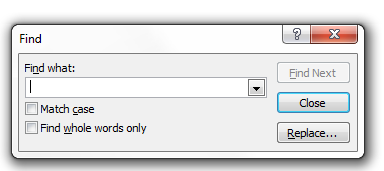 Find
Find what:
Find Next
Match case
Close
Find whole words only
Replace...